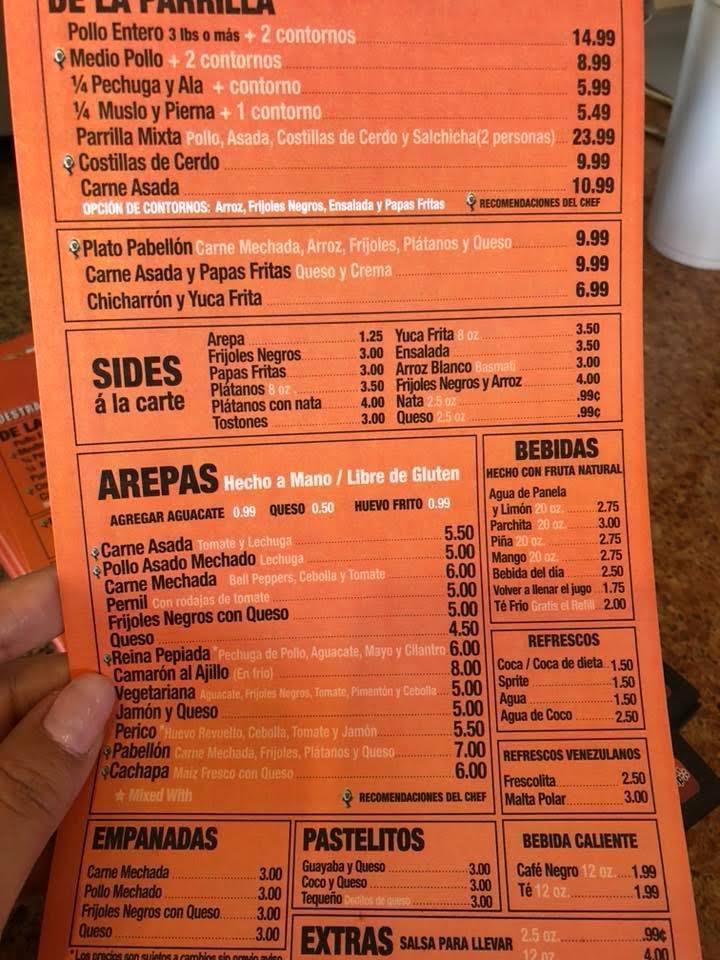 DE LA PARRILLA
Pollo Entero 3 lbs o más + 2 contornos 14.99
Medio Pollo + 2 contornos 8.99
¼ Pechuga y Ala + contorno 5.99
¼ Muslo y Pierna + 1 contorno 5.49
Parrilla Mixta Pollo, Asada, Costillas de Cerdo y Salchicha(2 personas) 23.99
Costillas de Cerdo 9.99
Carne Asada 10.99
OPCIÓN DE CONTORNOS: Arroz, Frijoles Negros, Ensalada y Papas Fritas RECOMENDACIONES DEL CHEF
Plato Pabellón Carne Mechada, Arroz, Frijoles, Plátanos y Queso 9.99
Carne Asada y Papas Fritas Queso y Crema 9.99
Chicharrón y Yuca Frita 6.99
SIDES
á la carte
Arepa 1.25
Frijoles Negros 3.00
Papas Fritas 3.00
Plátanos 8 oz 3.50
Plátanos con nata 4.00
Tostones 3.00
Yuca Frita 8 oz 3.50
Ensalada 3.50
Arroz Blanco Basmati 3.00
Frijoles Negros y Arroz 4.00
Nata 2.5 oz .99¢
Queso 2.5 oz .99¢
AREPAS Hecho a Mano / Libre de Gluten
AGREGAR AGUACATE 0.99 QUESO 0.50 HUEVO FRITO 0.99
Carne Asada Tomate y Lechuga 5.50
Pollo Asado Mechado Lechuga 5.00
Carne Mechada Bell Peppers, Cebolla y Tomate 6.00
Pernil Con rodajas de tomate 5.00
Frijoles Negros con Queso 5.00
Queso 4.50
Reina Pepiada *Pechuga de Pollo, Aguacate, Mayo y Cilantro 6.00
Camarón al Ajillo (En frio) 8.00
Vegetariana Aguacate, Frijoles Negros, Tomate, Pimentón y Cebolla 5.00
Jamón y Queso 5.00
Perico *Huevo Revuelto, Cebolla, Tomate y Jamón 5.50
Pabellón Carne Mechada, Frijoles, Plátanos y Queso 7.00
Cachapa Maíz Fresco con Queso 6.00
★ Mixed With RECOMENDACIONES DEL CHEF
BEBIDAS
HECHO CON FRUTA NATURAL
Agua de Panela
y Limón 20 oz. 2.75
Parchita 20 oz. 3.00
Piña 20 oz. 2.75
Mango 20 oz. 2.75
Bebida del dia 2.50
Volver a llenar el jugo 1.75
Té Frio Gratis el Refill 2.00
REFRESCOS
Coca / Coca de dieta 1.50
Sprite 1.50
Agua 1.50
Agua de Coco 2.50
REFRESCOS VENEZULANOS
Frescolita 2.50
Malta Polar 3.00
EMPANADAS
Carne Mechada 3.00
Pollo Mechado 3.00
Frijoles Negros con Queso 3.00
Queso 3.00
*Los precios son sujetos a cambios sin previo aviso
PASTELITOS
Guayaba y Queso 3.00
Coco y Queso 3.00
Tequeño Deditos de queso 3.00
BEBIDA CALIENTE
Café Negro 12 oz. 1.99
Té 12 oz. 1.99
EXTRAS SALSA PARA LLEVAR 2.5 oz. .99¢
12 oz. 4.00